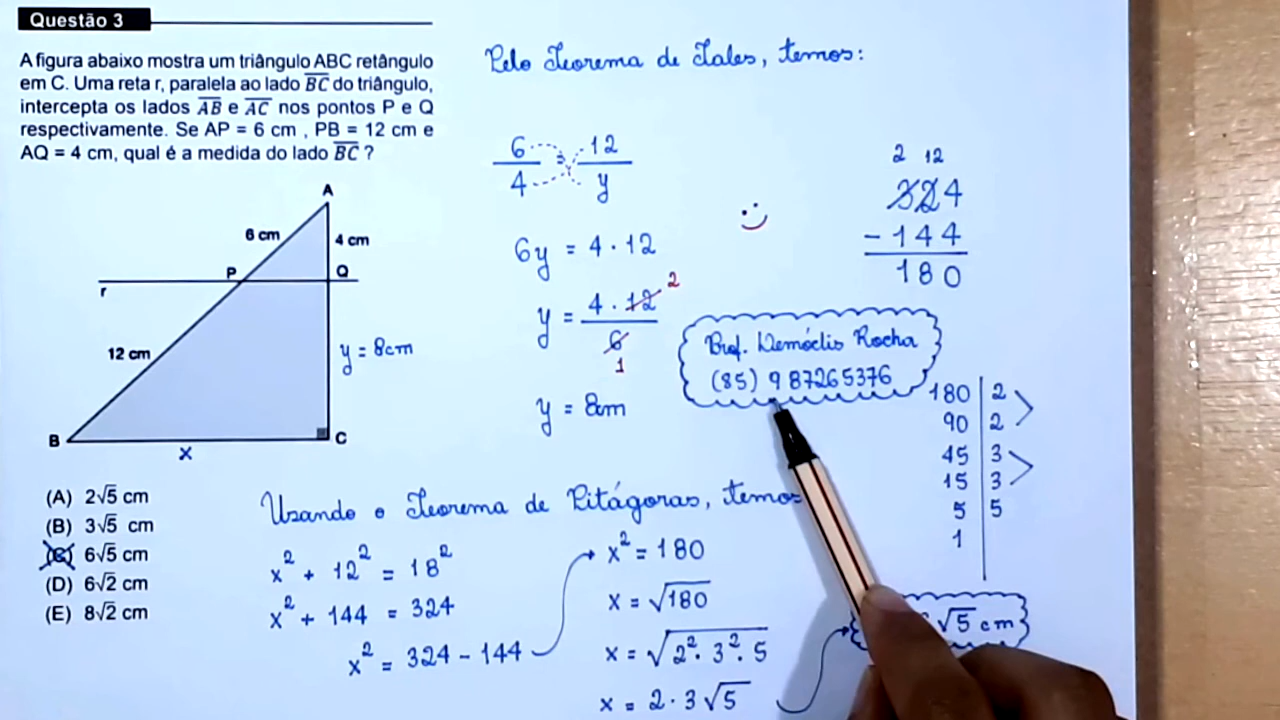 Questão 3
A figura abaixo mostra um triângulo ABC retângulo
em C. Uma reta r, paralela ao lado B̅C̅ do triângulo,
intercepta os lados A̅B̅ e A̅C̅ nos pontos P e Q
respectivamente. Se AP = 6 cm , PB = 12 cm e
AQ = 4 cm, qual é a medida do lado B̅C̅ ?
A
6 cm
4 cm
P
Q
r
12 cm
y = 8cm
B
C
x
(A) 2√5 cm
(B) 3√5 cm
(C) 6√5 cm
(D) 6√2 cm
(E) 8√2 cm
Pelo Teorema de Tales, temos:
6 = 12
4 y
6y = 4 · 12
y = 4 · 12 2
6
1
y = 8cm
2 12
324
- 144
180
Prof. Demóclis Rocha
(85) 9 87265376
180 2
90 2
45 3
15 3
5 5
1
Usando o Teorema de Pitágoras, temos
x² + 12² = 18²
x² + 144 = 324
x² = 324 - 144
x² = 180
x = √180
x = √2² · 3² · 5
x = 2 · 3 √5
√5 cm